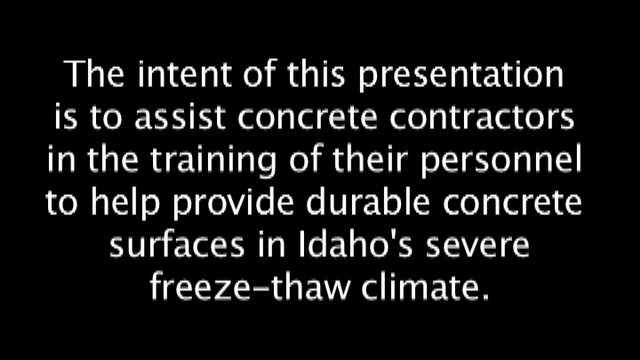 The intent of this presentation
is to assist concrete contractors
in the training of their personnel
to help provide durable concrete
surfaces in Idaho's severe
freeze-thaw climate.